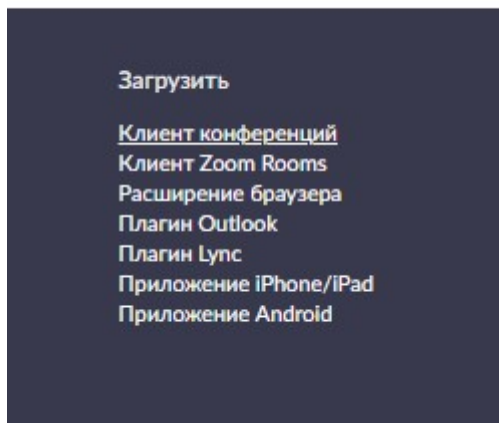 Загрузить
Клиент конференций
Клиент Zoom Rooms
Расширение браузера
Плагин Outlook
Плагин Lync
Приложение iPhone/iPad
Приложение Android